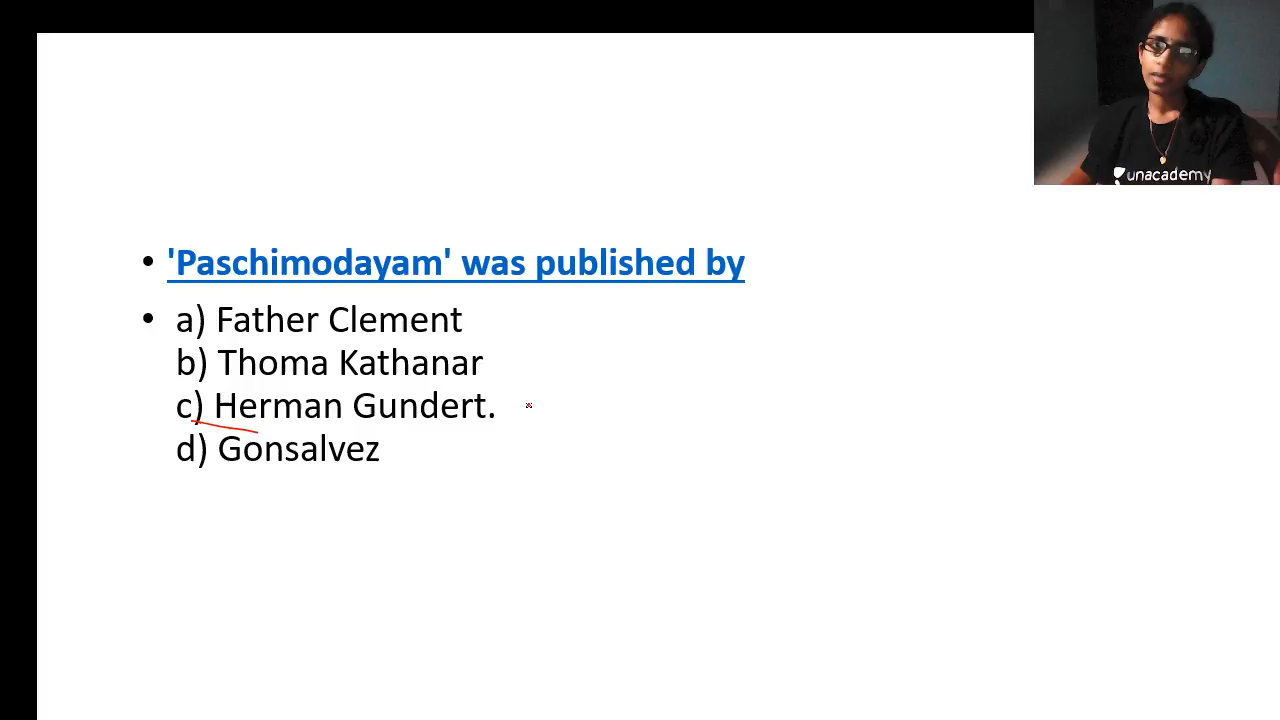 unacademy
• 'Paschimodayam' was published by
• a) Father Clement
b) Thoma Kathanar
c) Herman Gundert.
d) Gonsalvez